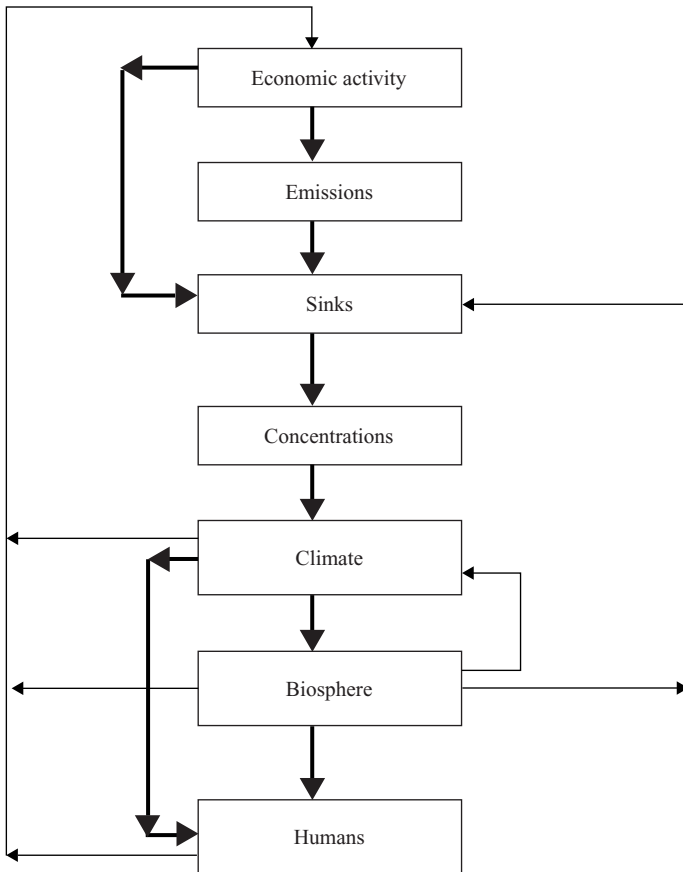 Economic activity
Emissions
Sinks
Concentrations
Climate
Biosphere
Humans